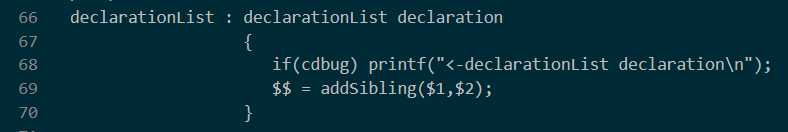 66 declarationList : declarationList declaration
67 {
68 if(cdbug) printf("<-declarationList declaration\n");
69 $$ = addSibling($1,$2);
70 }